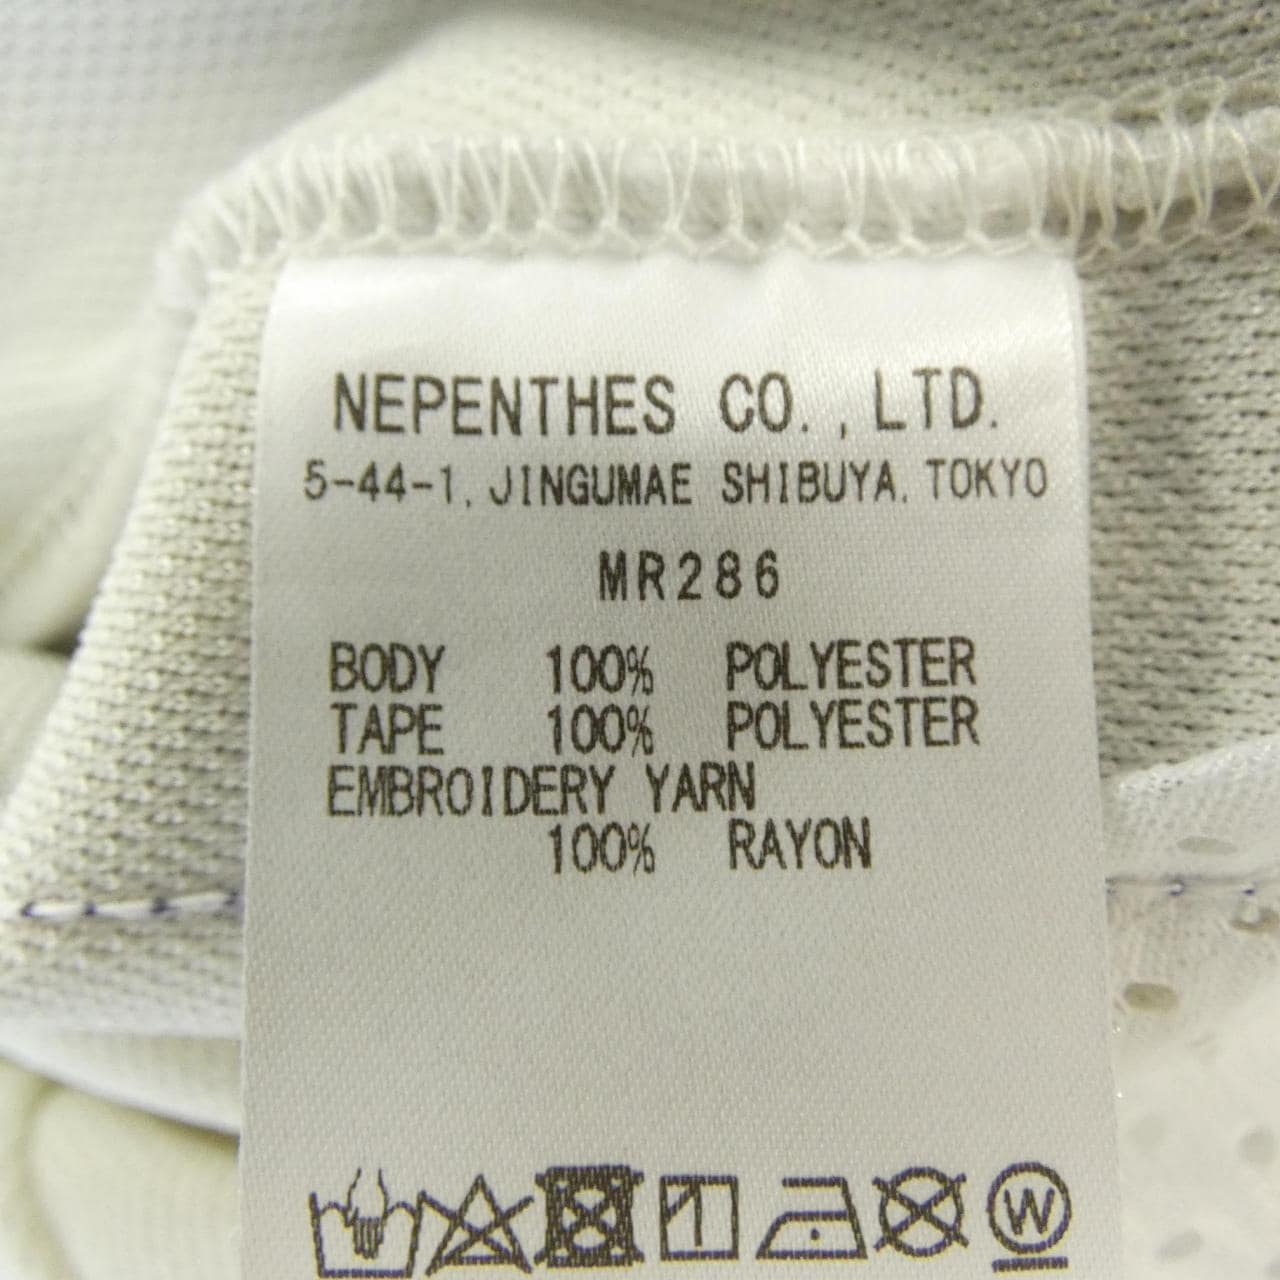 NEPENTHES CO., LTD.
5-44-1, JINGUMAE SHIBUYA, TOKYO
MR286
BODY 100% POLYESTER
TAPE 100% POLYESTER
EMBROIDERY YARN
100% RAYON
W